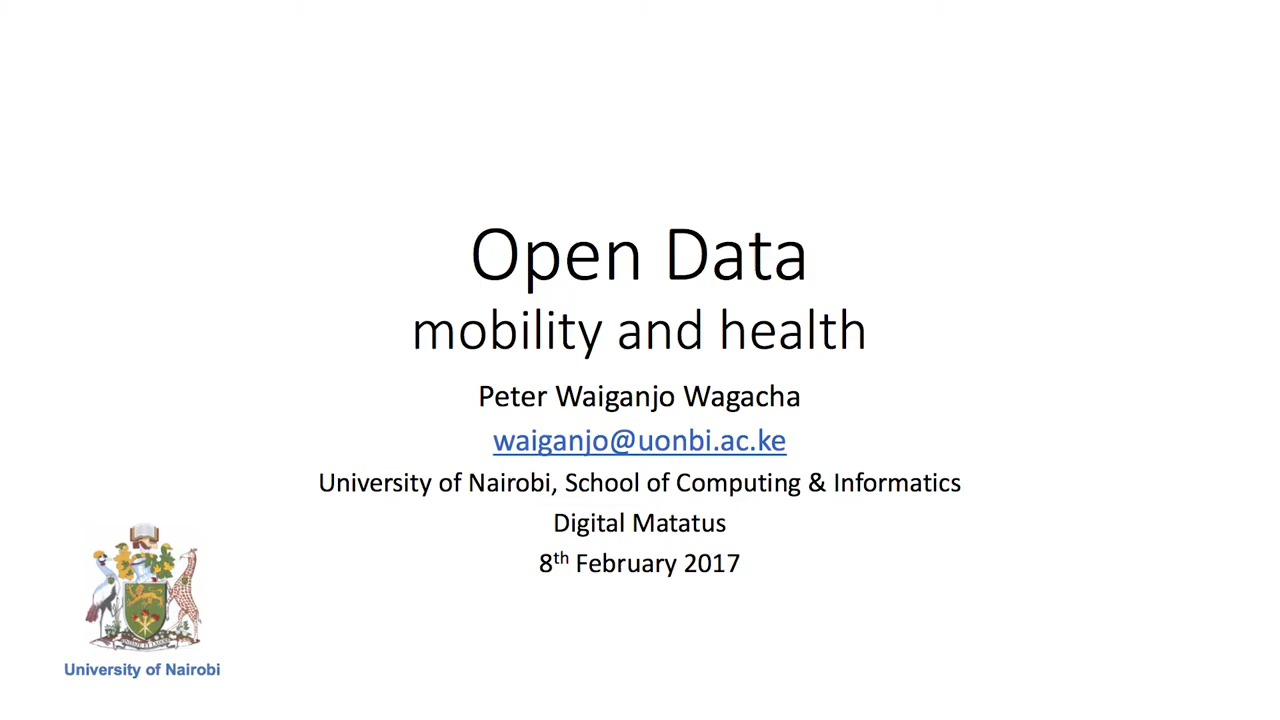 Open Data
mobility and health
Peter Waiganjo Wagacha
waiganjo@uonbi.ac.ke
University of Nairobi, School of Computing & Informatics
Digital Matatus
8th February 2017
University of Nairobi